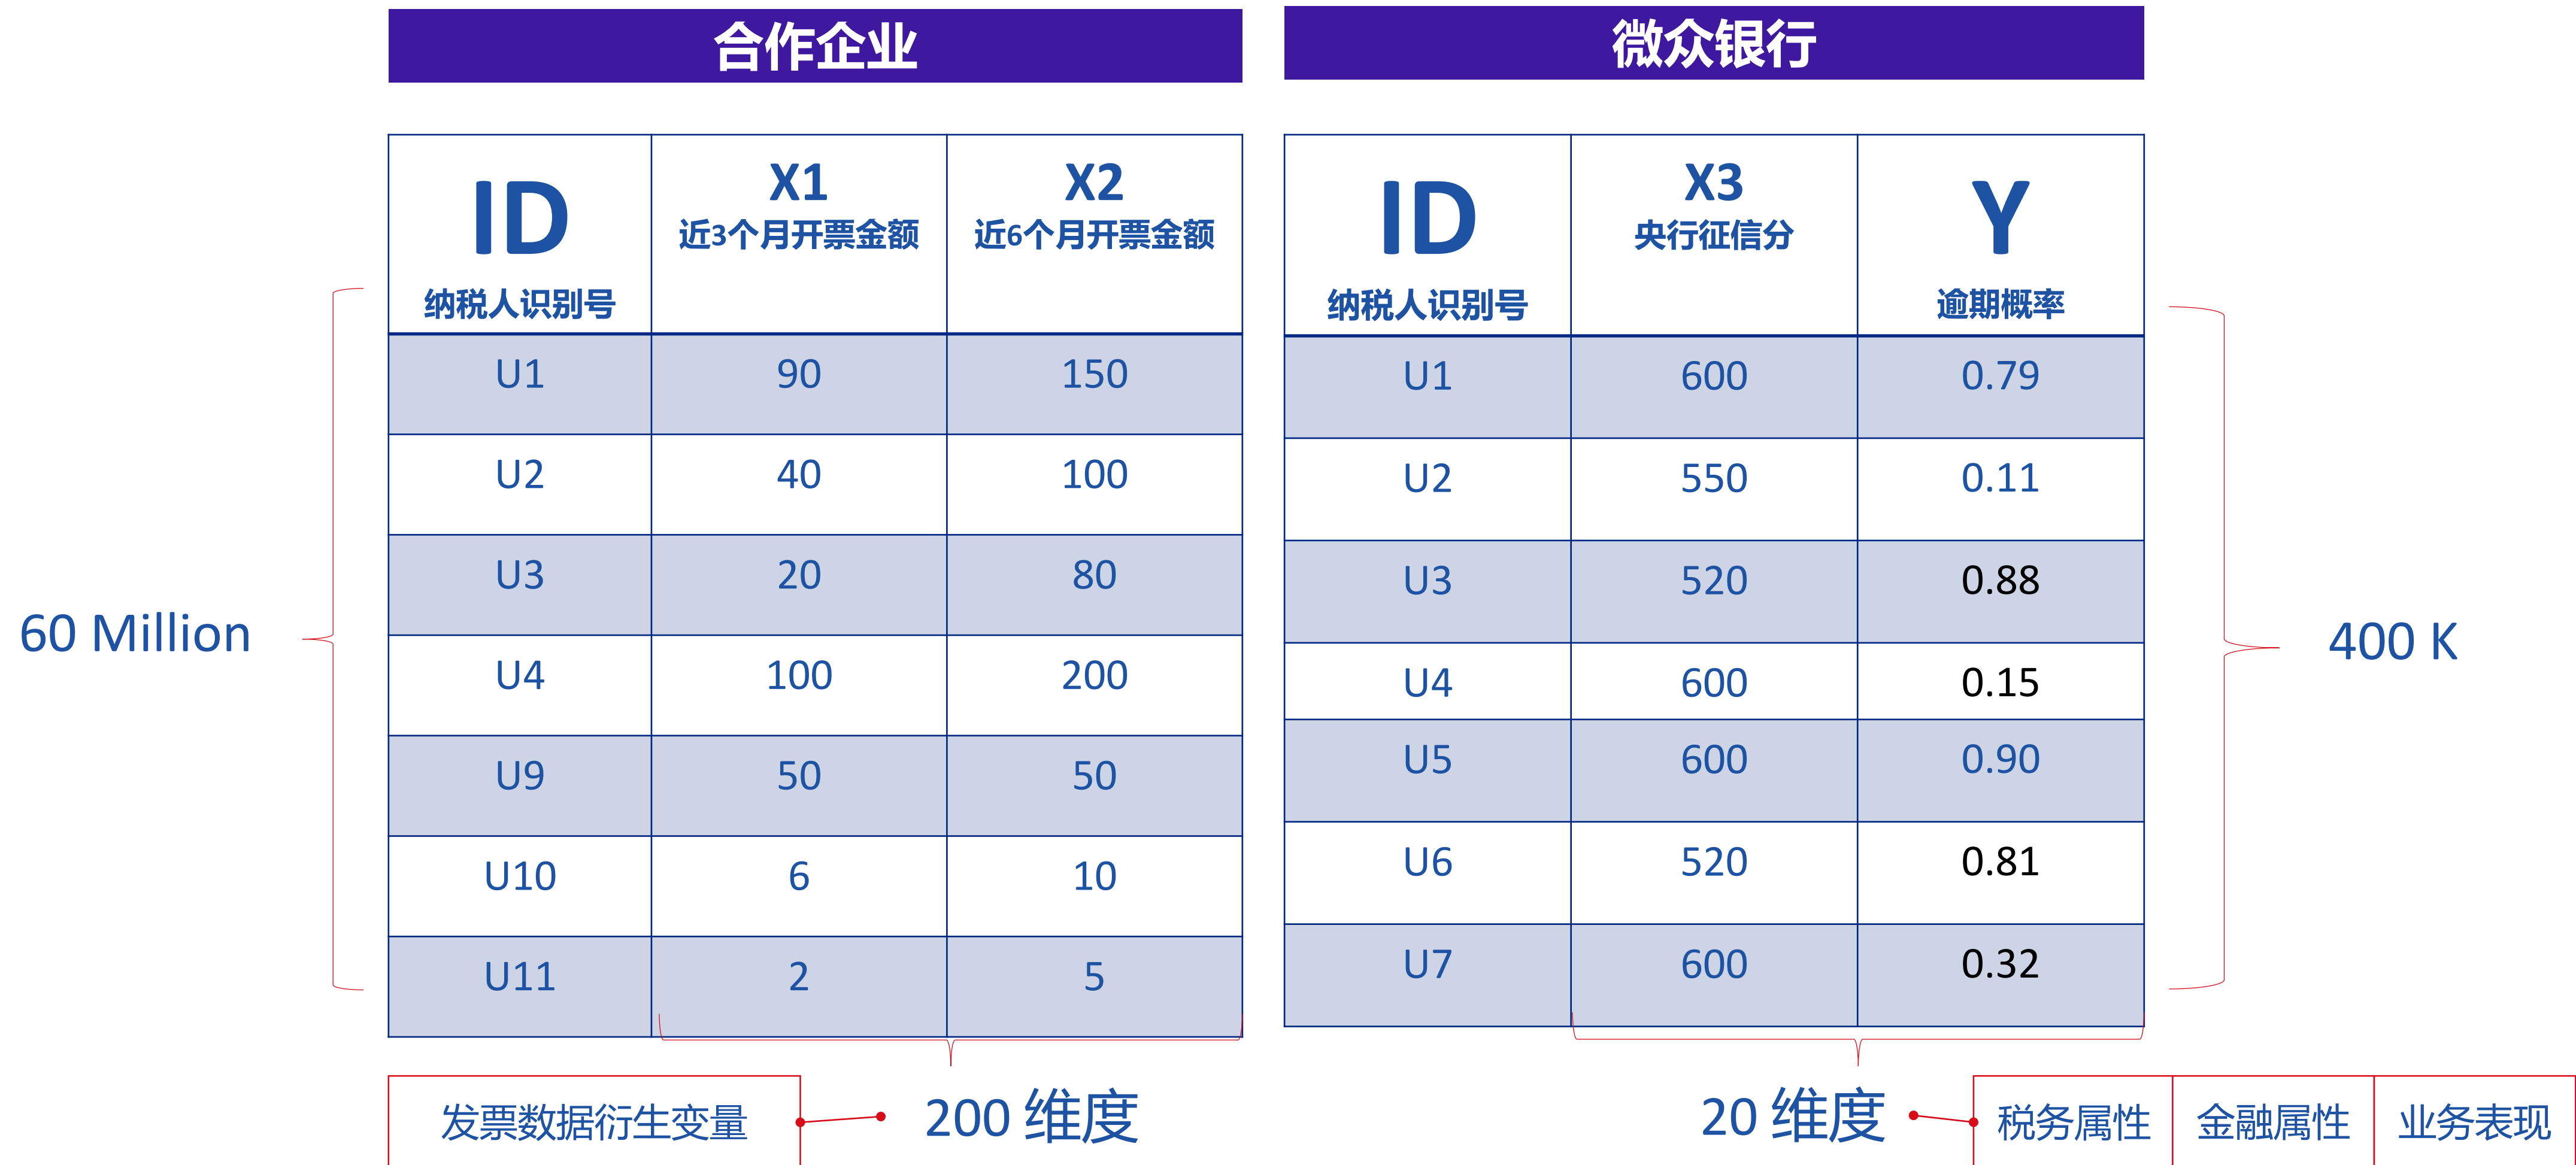 合作企业
微众银行
ID
纳税人识别号
X1
近3个月开票金额
X2
近6个月开票金额
U1 90 150
U2 40 100
U3 20 80
U4 100 200
U9 50 50
U10 6 10
U11 2 5
ID
纳税人识别号
X3
央行征信分
Y
逾期概率
U1 600 0.79
U2 550 0.11
U3 520 0.88
U4 600 0.15
U5 600 0.90
U6 520 0.81
U7 600 0.32
60 Million
400 K
发票数据衍生变量
200 维度
20 维度
税务属性
金融属性
业务表现